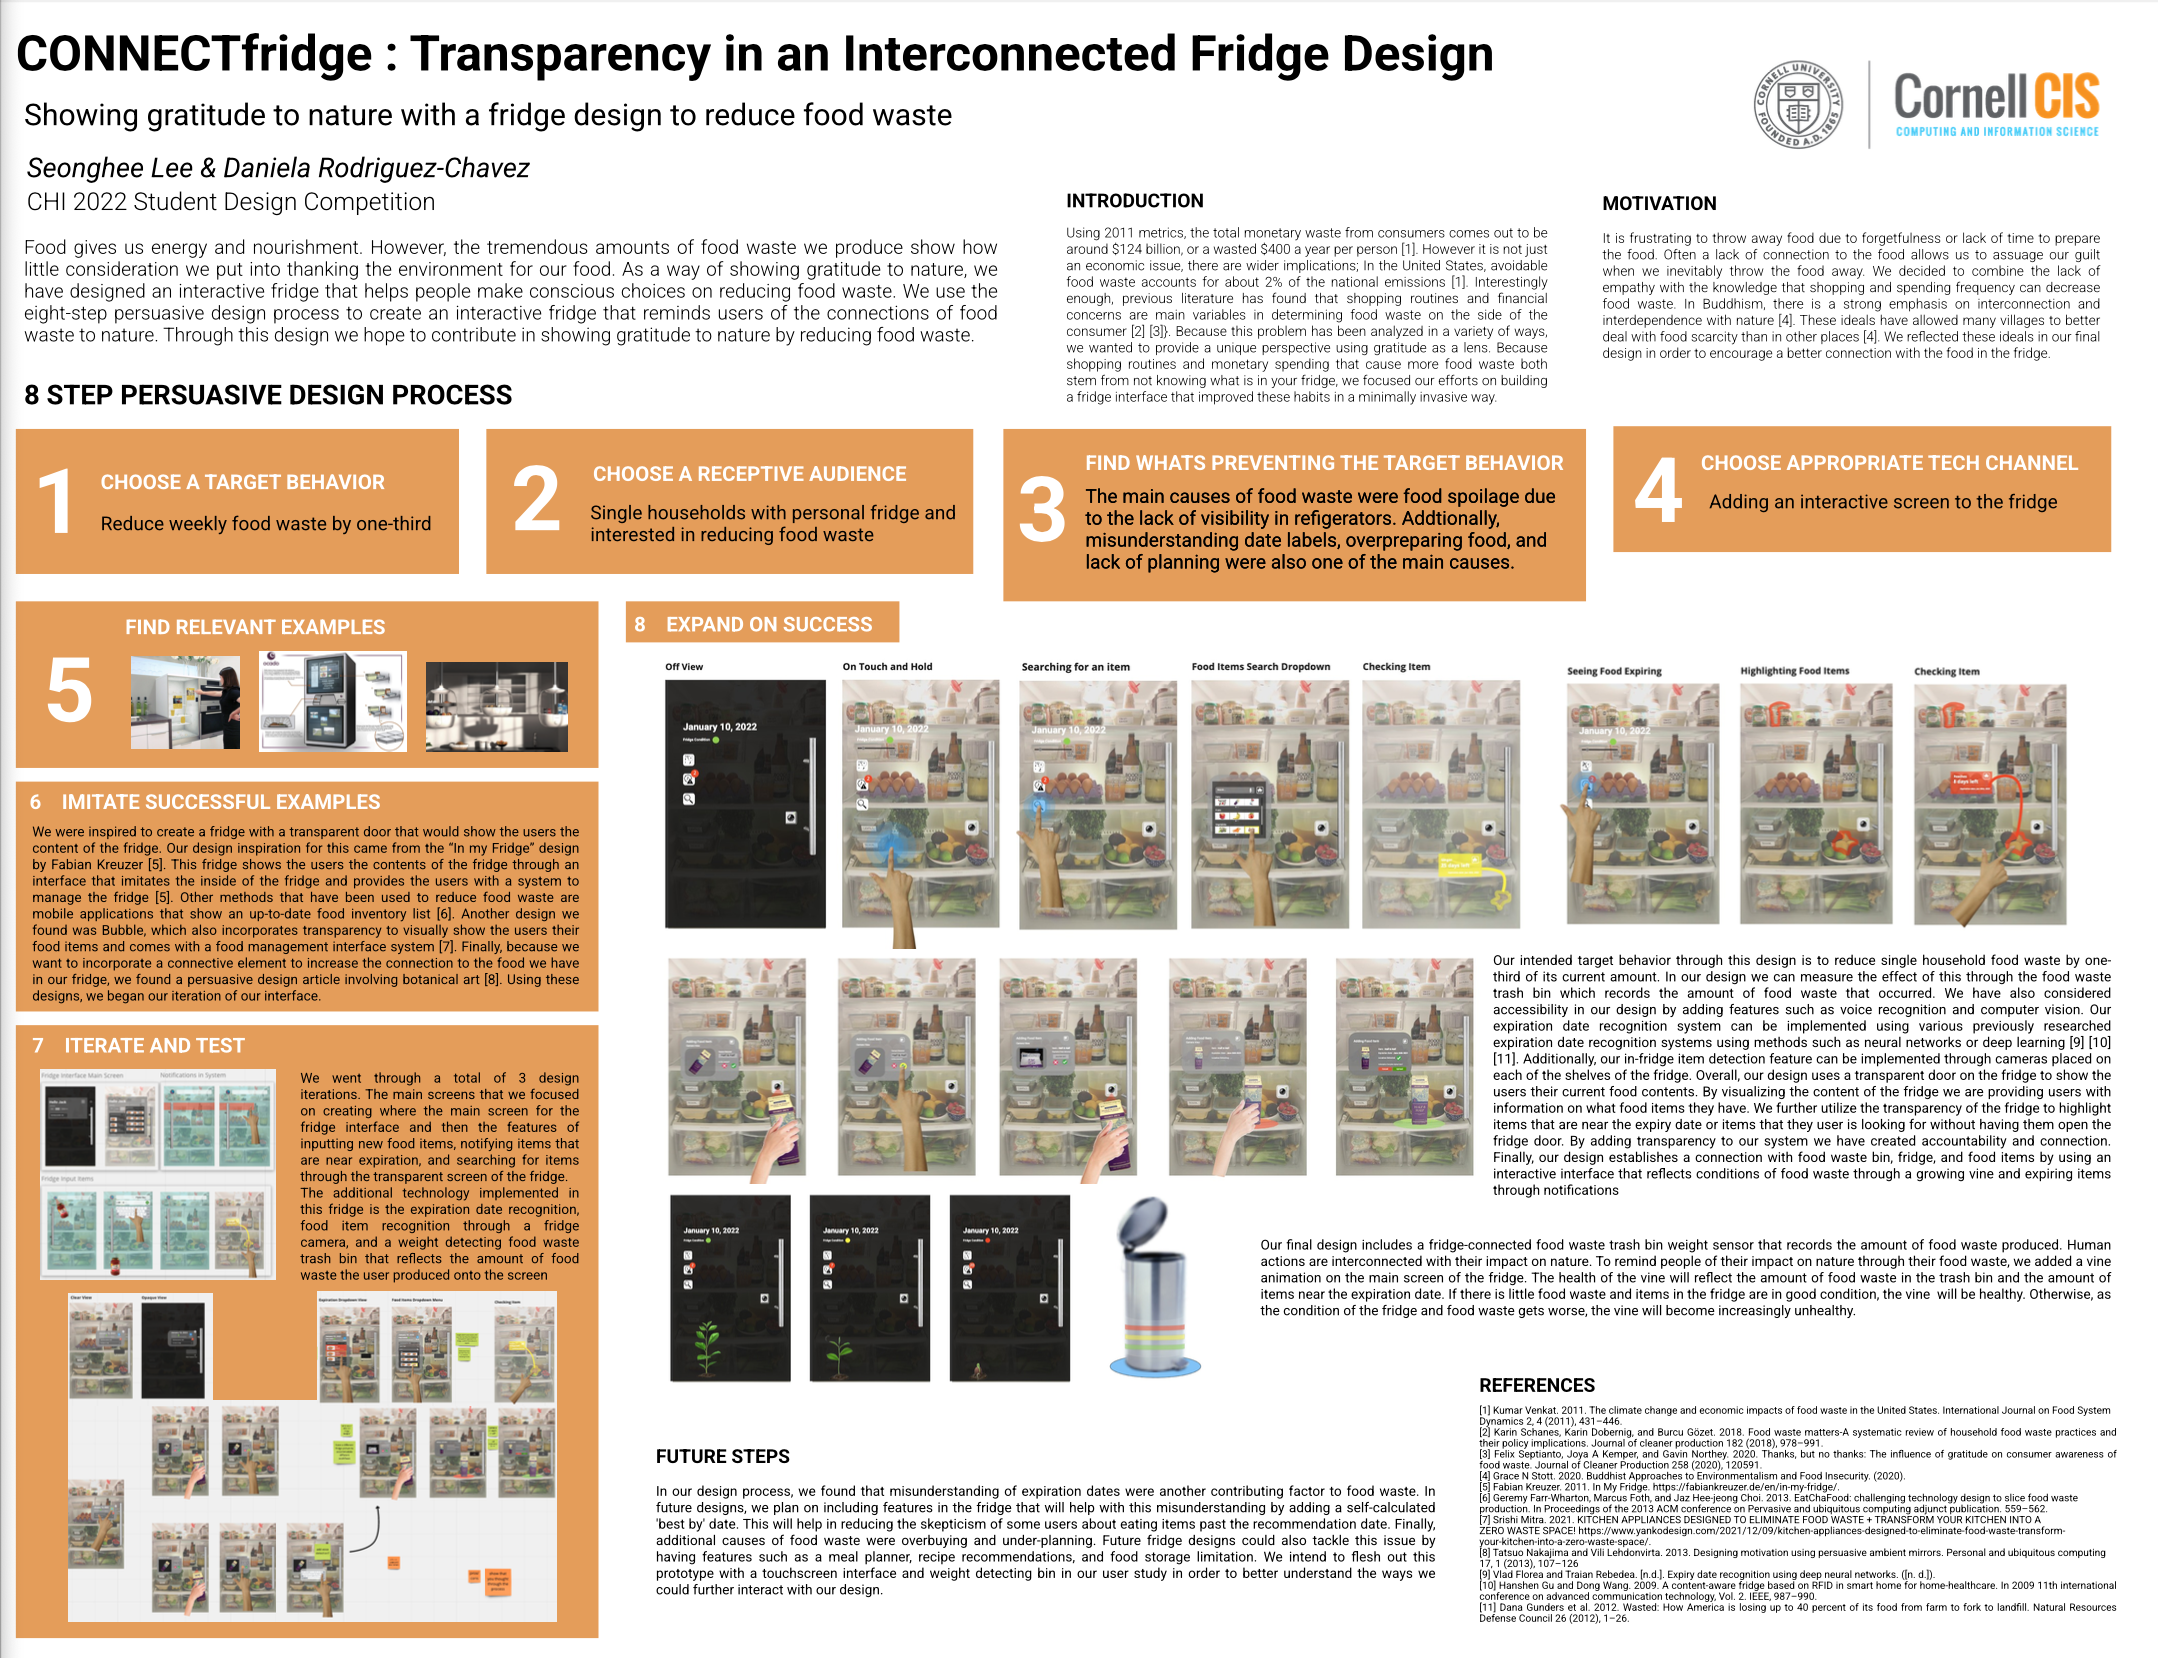 CONNECTfridge : Transparency in an Interconnected Fridge Design
Showing gratitude to nature with a fridge design to reduce food waste
Seonghee Lee & Daniela Rodriguez-Chavez
CHI 2022 Student Design Competition
CORNELL UNIVERSITY
FOUNDED A.D. 1865
Cornell CIS
COMPUTING AND INFORMATION SCIENCE
Food gives us energy and nourishment. However, the tremendous amounts of food waste we produce show how
little consideration we put into thanking the environment for our food. As a way of showing gratitude to nature, we
have designed an interactive fridge that helps people make conscious choices on reducing food waste. We use the
eight-step persuasive design process to create an interactive fridge that reminds users of the connections of food
waste to nature. Through this design we hope to contribute in showing gratitude to nature by reducing food waste.
INTRODUCTION
Using 2011 metrics, the total monetary waste from consumers comes out to be
around $124 billion, or a wasted $400 a year per person [1]. However it is not just
an economic issue, there are wider implications; In the United States, avoidable
food waste accounts for about 2% of the national emissions [1]. Interestingly
enough, previous literature has found that shopping routines and financial
concerns are main variables in determining food waste on the side of the
consumer [2] [3]}. Because this problem has been analyzed in a variety of ways,
we wanted to provide a unique perspective using gratitude as a lens. Because
shopping routines and monetary spending that cause more food waste both
stem from not knowing what is in your fridge, we focused our efforts on building
a fridge interface that improved these habits in a minimally invasive way.
MOTIVATION
It is frustrating to throw away food due to forgetfulness or lack of time to prepare
the food. Often a lack of connection to the food allows us to assuage our guilt
when we inevitably throw the food away. We decided to combine the lack of
empathy with the knowledge that shopping and spending frequency can decrease
food waste. In Buddhism, there is a strong emphasis on interconnection and
interdependence with nature [4]. These ideals have allowed many villages to better
deal with food scarcity than in other places [4]. We reflected these ideals in our final
design in order to encourage a better connection with the food in the fridge.
8 STEP PERSUASIVE DESIGN PROCESS
1 CHOOSE A TARGET BEHAVIOR
Reduce weekly food waste by one-third
2 CHOOSE A RECEPTIVE AUDIENCE
Single households with personal fridge and
interested in reducing food waste
3 FIND WHATS PREVENTING THE TARGET BEHAVIOR
The main causes of food waste were food spoilage due
to the lack of visibility in refigerators. Addtionally,
misunderstanding date labels, overpreparing food, and
lack of planning were also one of the main causes.
4 CHOOSE APPROPRIATE TECH CHANNEL
Adding an interactive screen to the fridge
5 FIND RELEVANT EXAMPLES
6 IMITATE SUCCESSFUL EXAMPLES
We were inspired to create a fridge with a transparent door that would show the users the
content of the fridge. Our design inspiration for this came from the “In my Fridge” design
by Fabian Kreuzer [5]. This fridge shows the users the contents of the fridge through an
interface that imitates the inside of the fridge and provides the users with a system to
manage the fridge [5]. Other methods that have been used to reduce food waste are
mobile applications that show an up-to-date food inventory list [6]. Another design we
found was Bubble, which also incorporates transparency to visually show the users their
food items and comes with a food management interface system [7]. Finally, because we
want to incorporate a connective element to increase the connection to the food we have
in our fridge, we found a persuasive design article involving botanical art [8]. Using these
designs, we began our iteration of our interface.
7 ITERATE AND TEST
Fridge Interface Main Screen
Notifications in System
Fridge Input Items
We went through a total of 3 design
iterations. The main screens that we focused
on creating where the main screen for the
fridge interface and then the features of
inputting new food items, notifying items that
are near expiration, and searching for items
through the transparent screen of the fridge.
The additional technology implemented in
this fridge is the expiration date recognition,
food item recognition through a fridge
camera, and a weight detecting food waste
trash bin that reflects the amount of food
waste the user produced onto the screen
Clear View
Opaque View
Expiration Dropdown View
Food Items Dropdown Menu
Checking Item
8 EXPAND ON SUCCESS
Off View
On Touch and Hold
Searching for an item
Food Items Search Dropdown
Checking Item
Seeing Food Expiring
Highlighting Food Items
Checking Item
January 10, 2022
Fridge Condition
January 10, 2022
January 10, 2022
January 10, 2022
Our intended target behavior through this design is to reduce single household food waste by one-
third of its current amount. In our design we can measure the effect of this through the food waste
trash bin which records the amount of food waste that occurred. We have also considered
accessibility in our design by adding features such as voice recognition and computer vision. Our
expiration date recognition system can be implemented using various previously researched
expiration date recognition systems using methods such as neural networks or deep learning [9] [10]
[11]. Additionally, our in-fridge item detection feature can be implemented through cameras placed on
each of the shelves of the fridge. Overall, our design uses a transparent door on the fridge to show the
users their current food contents. By visualizing the content of the fridge we are providing users with
information on what food items they have. We further utilize the transparency of the fridge to highlight
items that are near the expiry date or items that they user is looking for without having them open the
fridge door. By adding transparency to our system we have created accountability and connection.
Finally, our design establishes a connection with food waste bin, fridge, and food items by using an
interactive interface that reflects conditions of food waste through a growing vine and expiring items
through notifications
January 10, 2022
January 10, 2022
January 10, 2022
Our final design includes a fridge-connected food waste trash bin weight sensor that records the amount of food waste produced. Human
actions are interconnected with their impact on nature. To remind people of their impact on nature through their food waste, we added a vine
animation on the main screen of the fridge. The health of the vine will reflect the amount of food waste in the trash bin and the amount of
items near the expiration date. If there is little food waste and items in the fridge are in good condition, the vine will be healthy. Otherwise, as
the condition of the fridge and food waste gets worse, the vine will become increasingly unhealthy.
FUTURE STEPS
In our design process, we found that misunderstanding of expiration dates were another contributing factor to food waste. In
future designs, we plan on including features in the fridge that will help with this misunderstanding by adding a self-calculated
'best by' date. This will help in reducing the skepticism of some users about eating items past the recommendation date. Finally,
additional causes of food waste were overbuying and under-planning. Future fridge designs could also tackle this issue by
having features such as a meal planner, recipe recommendations, and food storage limitation. We intend to flesh out this
prototype with a touchscreen interface and weight detecting bin in our user study in order to better understand the ways we
could further interact with our design.
REFERENCES
[1] Kumar Venkat. 2011. The climate change and economic impacts of food waste in the United States. International Journal on Food System
Dynamics 2, 4 (2011), 431–446.
[2] Karin Schanes, Karin Dobernig, and Burcu Gözet. 2018. Food waste matters-A systematic review of household food waste practices and
their policy implications. Journal of cleaner production 182 (2018), 978–991.
[3] Felix Septianto, Joya A Kemper, and Gavin Northey. 2020. Thanks, but no thanks: The influence of gratitude on consumer awareness of
food waste. Journal of Cleaner Production 258 (2020), 120591.
[4] Grace N Stott. 2020. Buddhist Approaches to Environmentalism and Food Insecurity. (2020).
[5] Fabian Kreuzer. 2011. In My Fridge. https://fabiankreuzer.de/en/in-my-fridge/.
[6] Geremy Farr-Wharton, Marcus Foth, and Jaz Hee-jeong Choi. 2013. EatChaFood: challenging technology design to slice food waste
production. In Proceedings of the 2013 ACM conference on Pervasive and ubiquitous computing adjunct publication. 559–562.
[7] Srishi Mitra. 2021. KITCHEN APPLIANCES DESIGNED TO ELIMINATE FOOD WASTE + TRANSFORM YOUR KITCHEN INTO A
ZERO WASTE SPACE! https://www.yankodesign.com/2021/12/09/kitchen-appliances-designed-to-eliminate-food-waste-transform-
your-kitchen-into-a-zero-waste-space/.
[8] Tatsuo Nakajima and Vili Lehdonvirta. 2013. Designing motivation using persuasive ambient mirrors. Personal and ubiquitous computing
17, 1 (2013), 107–126
[9] Vlad Florea and Traian Rebedea. [n.d.]. Expiry date recognition using deep neural networks. ([n. d.]).
[10] Hanshen Gu and Dong Wang. 2009. A content-aware fridge based on RFID in smart home for home-healthcare. In 2009 11th international
conference on advanced communication technology, Vol. 2. IEEE, 987–990.
[11] Dana Gunders et al. 2012. Wasted: How America is losing up to 40 percent of its food from farm to fork to landfill. Natural Resources
Defense Council 26 (2012), 1–26.